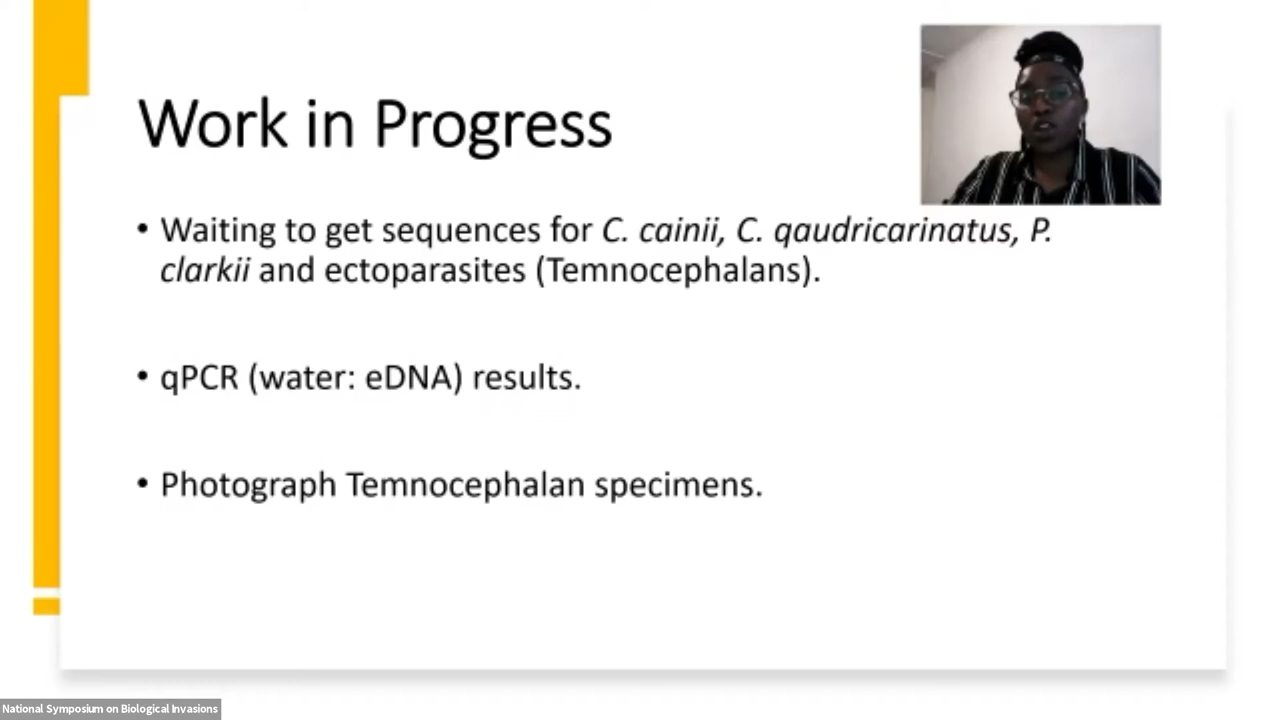 Work in Progress
• Waiting to get sequences for C. cainii, C. qaudricarinatus, P.
clarkii and ectoparasites (Temnocephalans).
• qPCR (water: eDNA) results.
• Photograph Temnocephalan specimens.
National Symposium on Biological Invasions